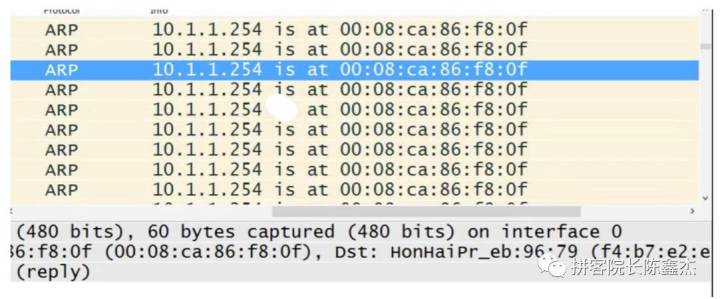 Protocol Info
ARP 10.1.1.254 is at 00:08:ca:86:f8:0f
ARP 10.1.1.254 is at 00:08:ca:86:f8:0f
ARP 10.1.1.254 is at 00:08:ca:86:f8:0f
ARP 10.1.1.254 is at 00:08:ca:86:f8:0f
ARP 10.1.1.254 at 00:08:ca:86:f8:0f
ARP 10.1.1.254 is at 00:08:ca:86:f8:0f
ARP 10.1.1.254 is at 00:08:ca:86:f8:0f
ARP 10.1.1.254 is at 00:08:ca:86:f8:0f
ARP 10.1.1.254 is at 00:08:ca:86:f8:0f
(480 bits), 60 bytes captured (480 bits) on interface 0
86:f8:0f (00:08:ca:86:f8:0f), Dst: HonHaiPr_eb:96:79 (f4:b7:e2:e
(reply)
拼客院长陈鑫杰